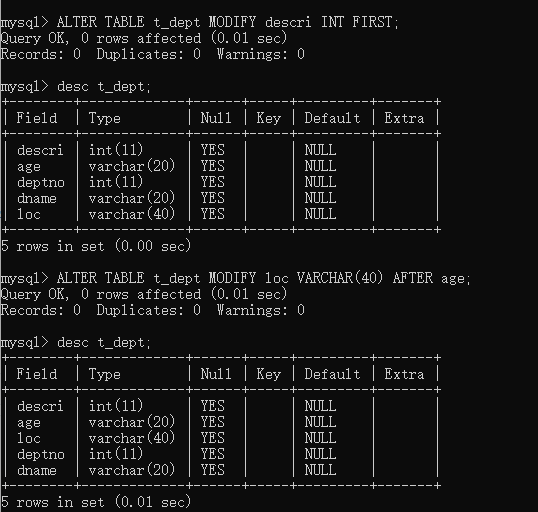 mysql> ALTER TABLE t_dept MODIFY descri INT FIRST;
Query OK, 0 rows affected (0.01 sec)
Records: 0  Duplicates: 0  Warnings: 0

mysql> desc t_dept;
+--------+-------------+------+-----+---------+-------+
| Field  | Type        | Null | Key | Default | Extra |
+--------+-------------+------+-----+---------+-------+
| descri | int(11)     | YES  |     | NULL    |       |
| age    | varchar(20) | YES  |     | NULL    |       |
| deptno | int(11)     | YES  |     | NULL    |       |
| dname  | varchar(20) | YES  |     | NULL    |       |
| loc    | varchar(40) | YES  |     | NULL    |       |
+--------+-------------+------+-----+---------+-------+
5 rows in set (0.00 sec)

mysql> ALTER TABLE t_dept MODIFY loc VARCHAR(40) AFTER age;
Query OK, 0 rows affected (0.01 sec)
Records: 0  Duplicates: 0  Warnings: 0

mysql> desc t_dept;
+--------+-------------+------+-----+---------+-------+
| Field  | Type        | Null | Key | Default | Extra |
+--------+-------------+------+-----+---------+-------+
| descri | int(11)     | YES  |     | NULL    |       |
| age    | varchar(20) | YES  |     | NULL    |       |
| loc    | varchar(40) | YES  |     | NULL    |       |
| deptno | int(11)     | YES  |     | NULL    |       |
| dname  | varchar(20) | YES  |     | NULL    |       |
+--------+-------------+------+-----+---------+-------+
5 rows in set (0.01 sec)